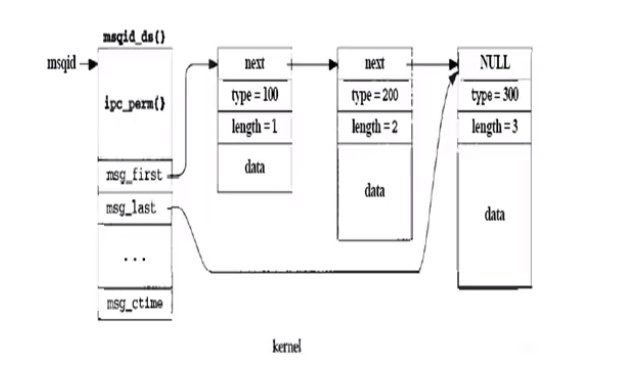 msqid_ds{}
msqid
ipc_perm{}
msg_first
msg_last
...
msg_ctime
next
type = 100
length = 1
data
next
type = 200
length = 2
data
NULL
type = 300
length = 3
data
kernel